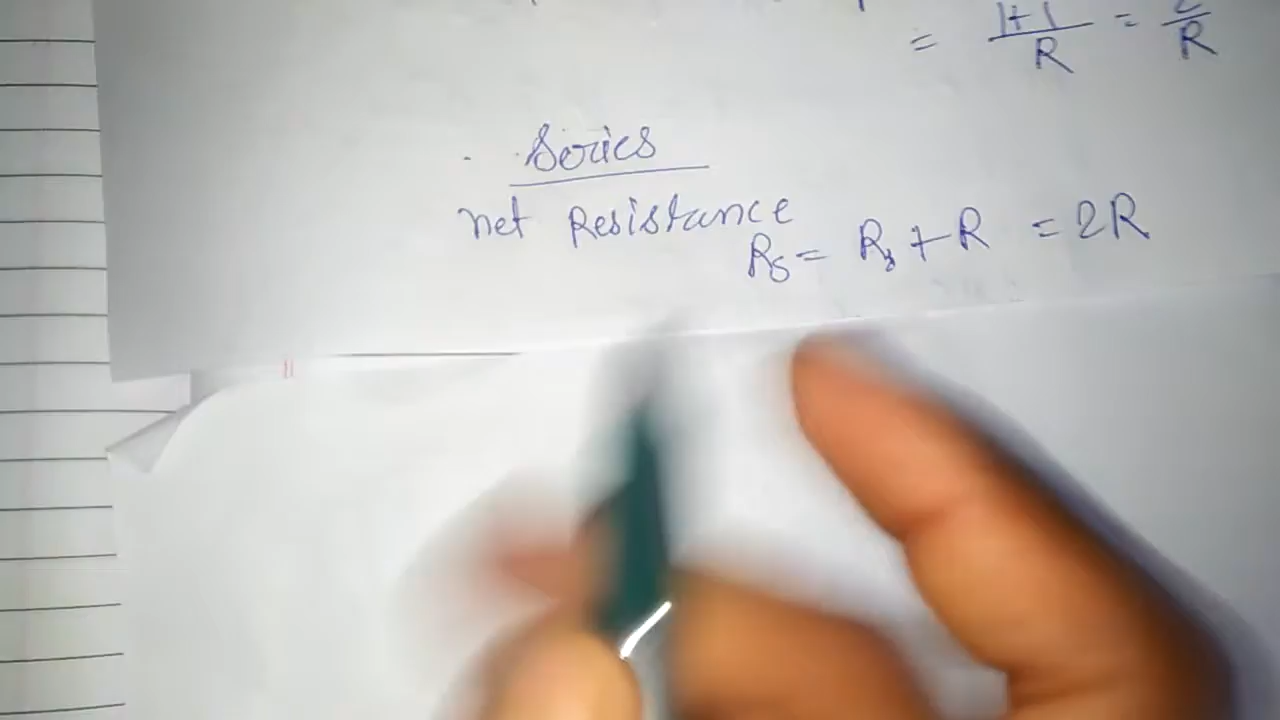 = 1+1/R = 2/R
Series
net Resistance
Rs = R + R = 2R